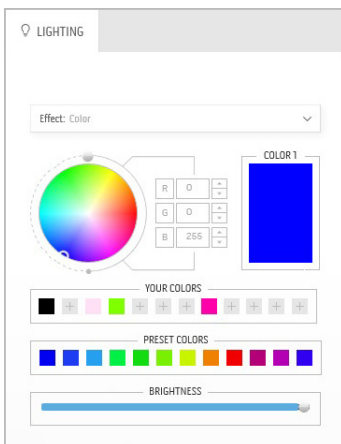 LIGHTING
Effect: Color
COLOR 1
R 0
G 0
B 255
YOUR COLORS
PRESET COLORS
BRIGHTNESS